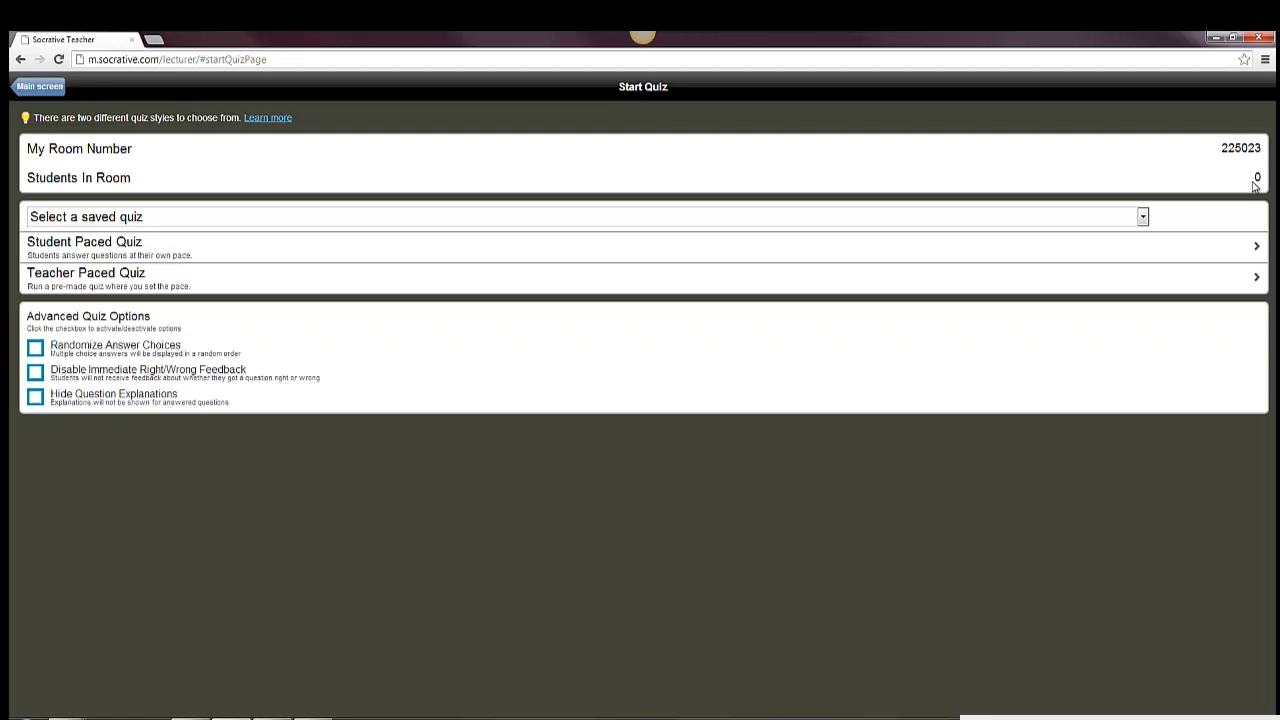 Socrative Teacher
m.socrative.com/lecturer/#startQuizPage
Main screen
Start Quiz
There are two different quiz styles to choose from. Learn more
My Room Number 225023
Students In Room 0
Select a saved quiz
Student Paced Quiz
Students answer questions at their own pace.
Teacher Paced Quiz
Run a pre-made quiz where you set the pace.
Advanced Quiz Options
Click the checkbox to activate/deactivate options
Randomize Answer Choices
Multiple choice answers will be displayed in a random order
Disable Immediate Right/Wrong Feedback
Students will not receive feedback about whether they got a question right or wrong
Hide Question Explanations
Explanations will not be shown for answered questions